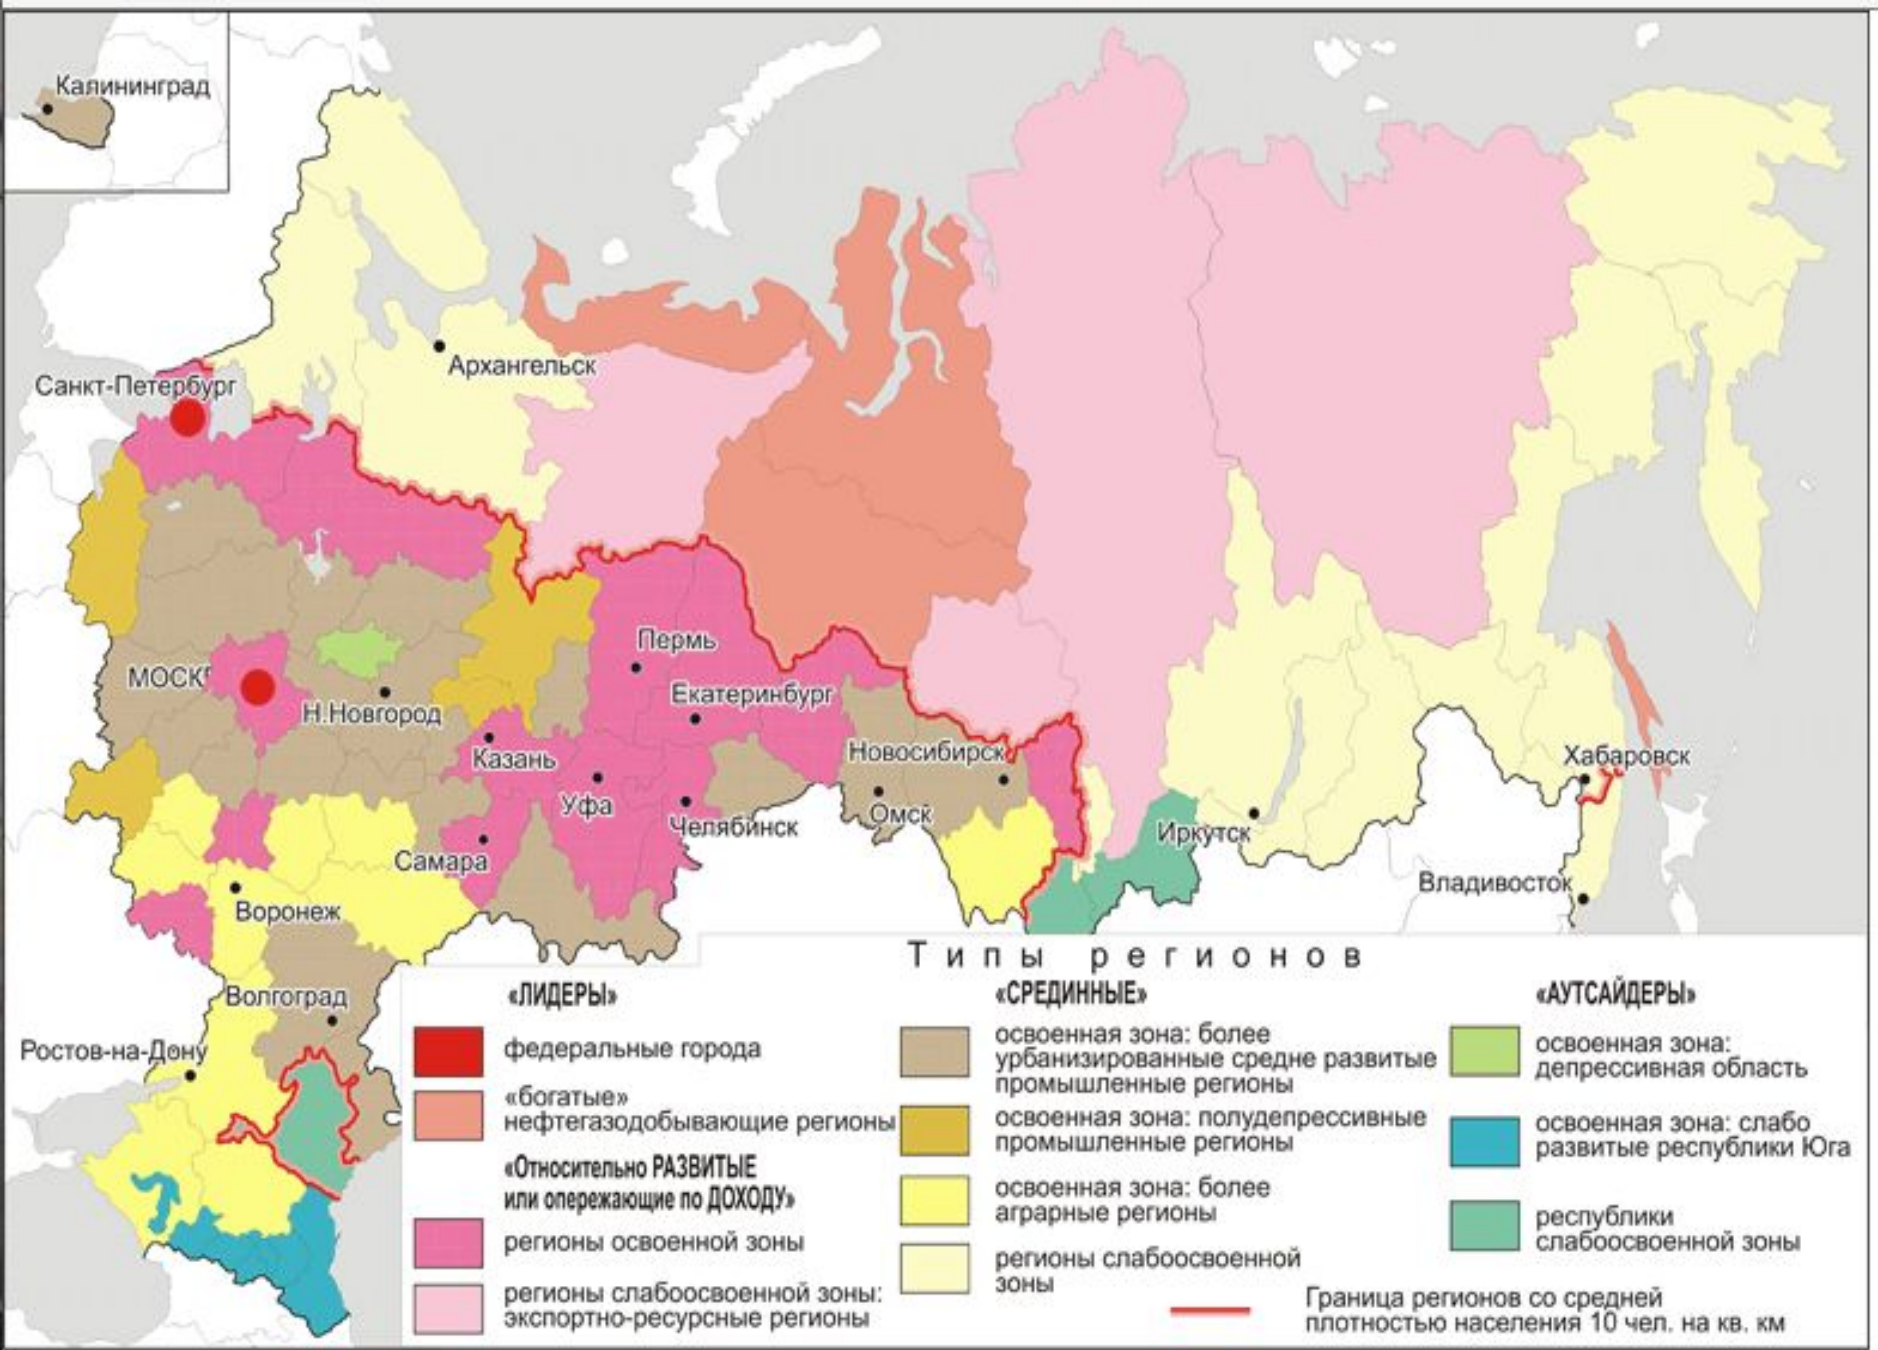 Калининград
Архангельск
Санкт-Петербург
Пермь
МОСК
Екатеринбург
Н.Новгород
Казань
Новосибирск
Хабаровск
Уфа
Омск
Челябинск
Иркутск
Самара
Владивосток
Воронеж
Волгоград
Ростов-на-Дону
Типы регионов
«ЛИДЕРЫ»
федеральные города
«богатые»
нефтегазодобывающие регионы
«Относительно РАЗВИТЫЕ
или опережающие по ДОХОДУ»
регионы освоенной зоны
регионы слабоосвоенной зоны:
экспортно-ресурсные регионы
«СРЕДИННЫЕ»
освоенная зона: более
урбанизированные средне развитые
промышленные регионы
освоенная зона: полудепрессивные
промышленные регионы
освоенная зона: более
аграрные регионы
регионы слабоосвоенной
зоны
«АУТСАЙДЕРЫ»
освоенная зона:
депрессивная область
освоенная зона: слабо
развитые республики Юга
республики
слабоосвоенной зоны
Граница регионов со средней
плотностью населения 10 чел. на кв. км